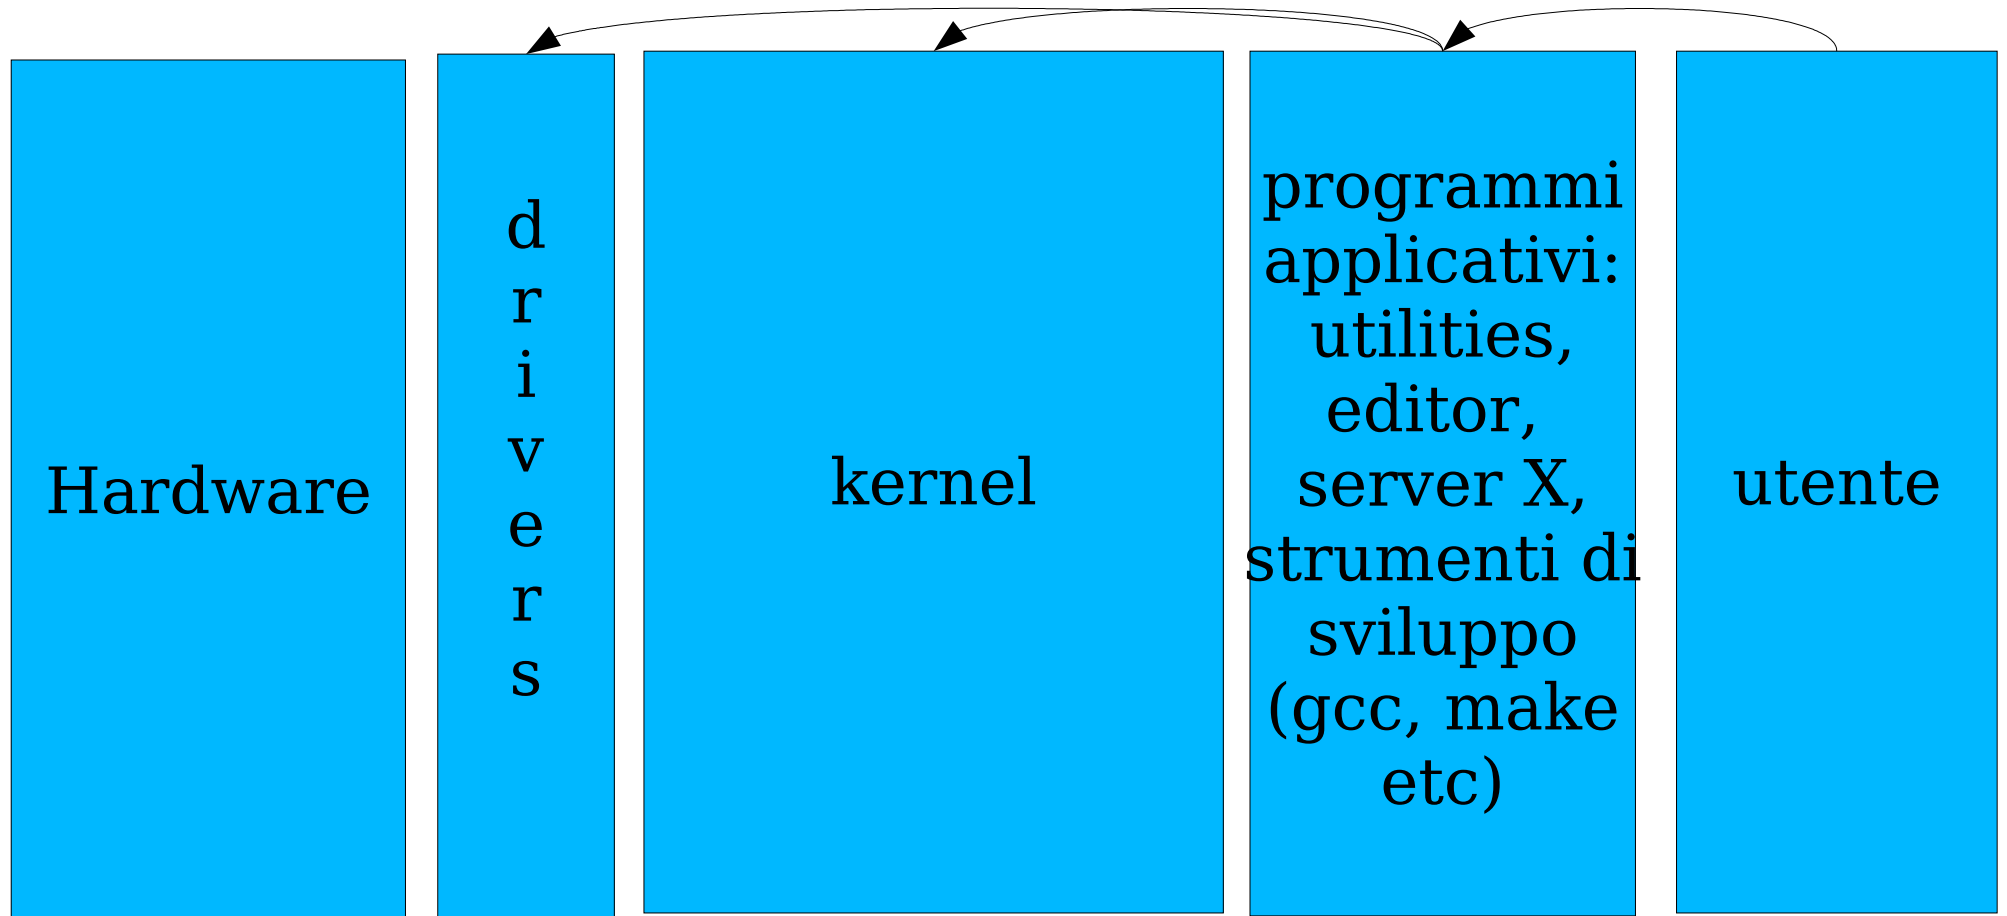 Hardware
d
r
i
v
e
r
s
kernel
programmi
applicativi:
utilities,
editor,
server X,
strumenti di
sviluppo
(gcc, make
etc)
utente